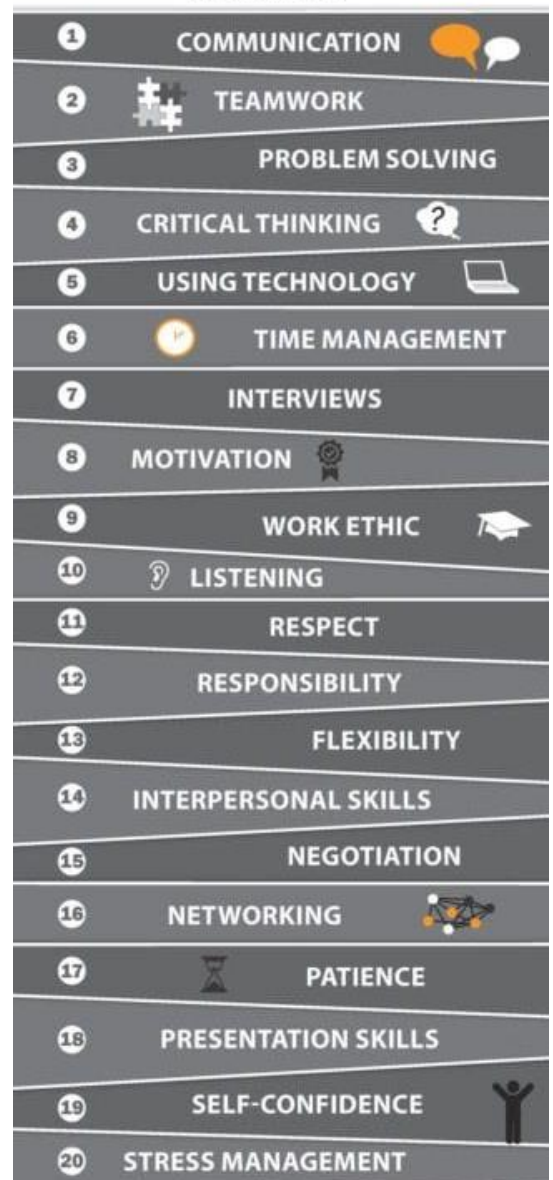 1 COMMUNICATION
2 TEAMWORK
3 PROBLEM SOLVING
4 CRITICAL THINKING ?
5 USING TECHNOLOGY
6 TIME MANAGEMENT
7 INTERVIEWS
8 MOTIVATION
9 WORK ETHIC
10 LISTENING
11 RESPECT
12 RESPONSIBILITY
13 FLEXIBILITY
14 INTERPERSONAL SKILLS
15 NEGOTIATION
16 NETWORKING
17 PATIENCE
18 PRESENTATION SKILLS
19 SELF-CONFIDENCE
20 STRESS MANAGEMENT